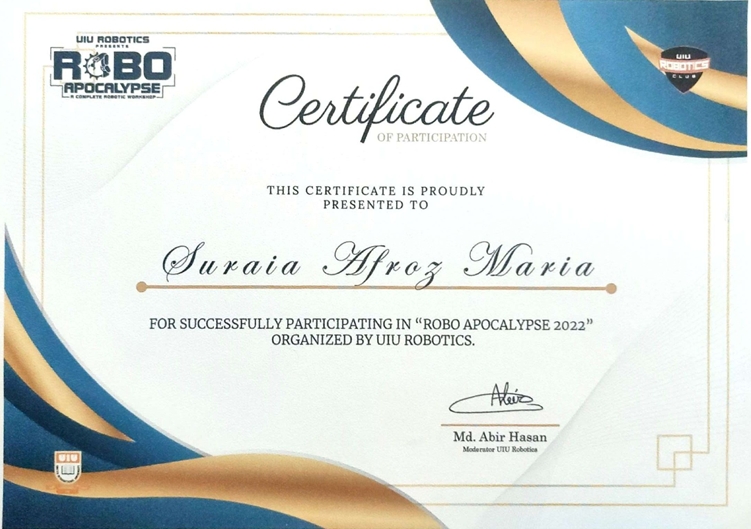 UIU ROBOTICS
PRESENTS
ROBO
APOCALYPSE
A COMPLETE ROBOTIC WORKSHOP
UIU
ROBOTICS
CLUB
Certificate
OF PARTICIPATION
THIS CERTIFICATE IS PROUDLY
PRESENTED TO
Suraia Afroz Maria
FOR SUCCESSFULLY PARTICIPATING IN “ROBO APOCALYPSE 2022”
ORGANIZED BY UIU ROBOTICS.
Md. Abir Hasan
Moderator UIU Robotics
UIU